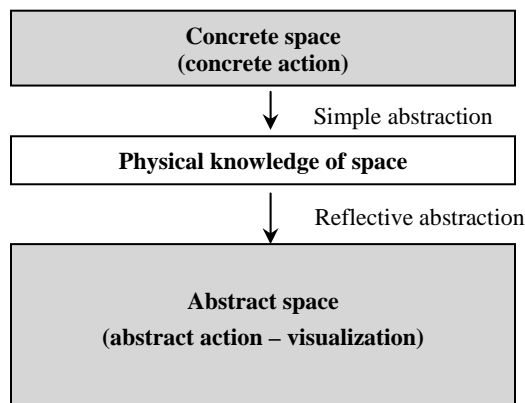 Concrete space
(concrete action)
Simple abstraction
Physical knowledge of space
Reflective abstraction
Abstract space
(abstract action – visualization)